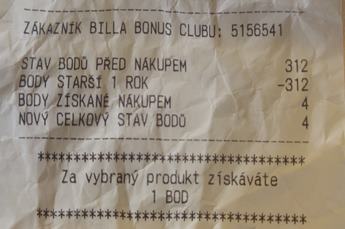 --------------------------------
ZÁKAZNÍK BILLA BONUS CLUBU: 5156541
STAV BODŮ PŘED NÁKUPEM 312
BODY STARŠÍ 1 ROK -312
BODY ZÍSKANÉ NÁKUPEM 4
NOVÝ CELKOVÝ STAV BODŮ 4
--------------------------------
********************************
Za vybraný produkt získáváte
1 BOD
********************************